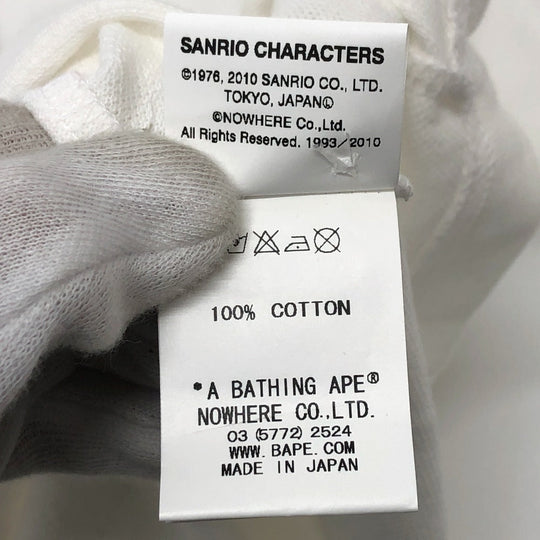 SANRIO CHARACTERS
©1976, 2010 SANRIO CO., LTD.
TOKYO, JAPANⓁ
©NOWHERE Co.,Ltd.
All Rights Reserved. 1993/2010
100% COTTON
*A BATHING APE®
NOWHERE CO.,LTD.
03 (5772) 2524
WWW. BAPE. COM
MADE IN JAPAN